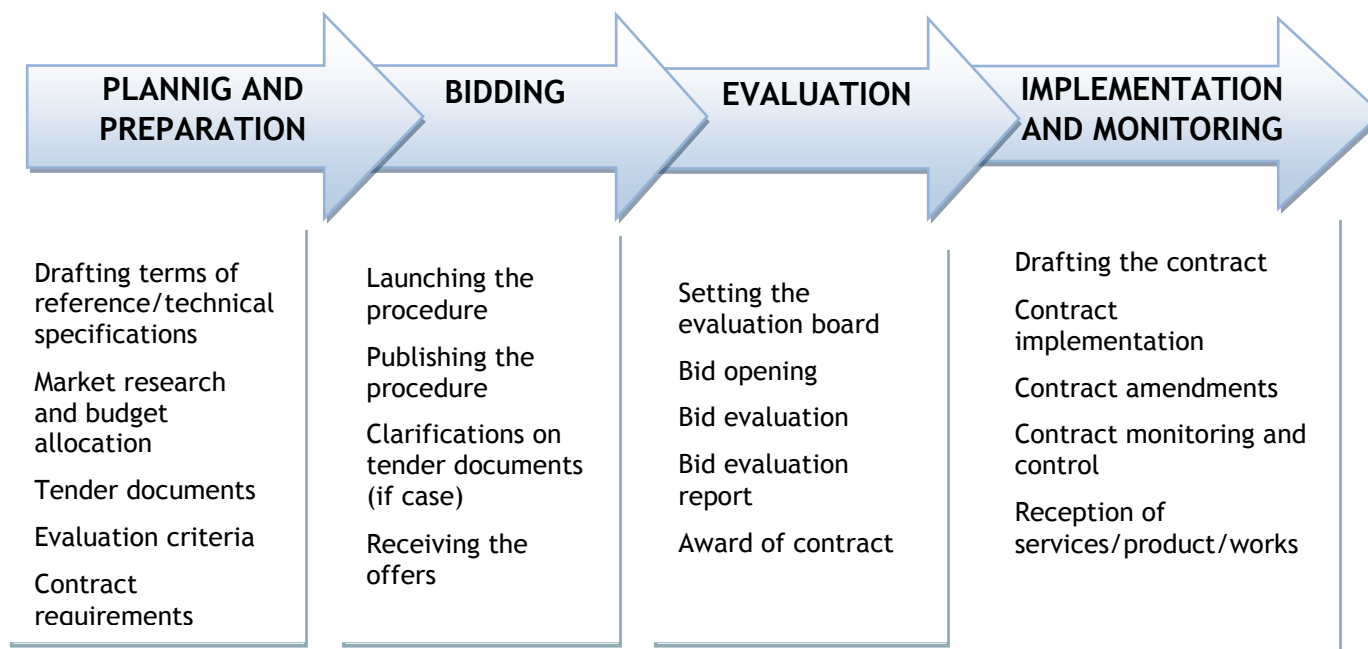 PLANNIG AND
PREPARATION
BIDDING
EVALUATION
IMPLEMENTATION
AND MONITORING
Drafting terms of
reference/technical
specifications
Market research
and budget
allocation
Tender documents
Evaluation criteria
Contract
requirements
Launching the
procedure
Publishing the
procedure
Clarifications on
tender documents
(if case)
Receiving the
offers
Setting the
evaluation board
Bid opening
Bid evaluation
Bid evaluation
report
Award of contract
Drafting the contract
Contract
implementation
Contract amendments
Contract monitoring and
control
Reception of
services/product/works